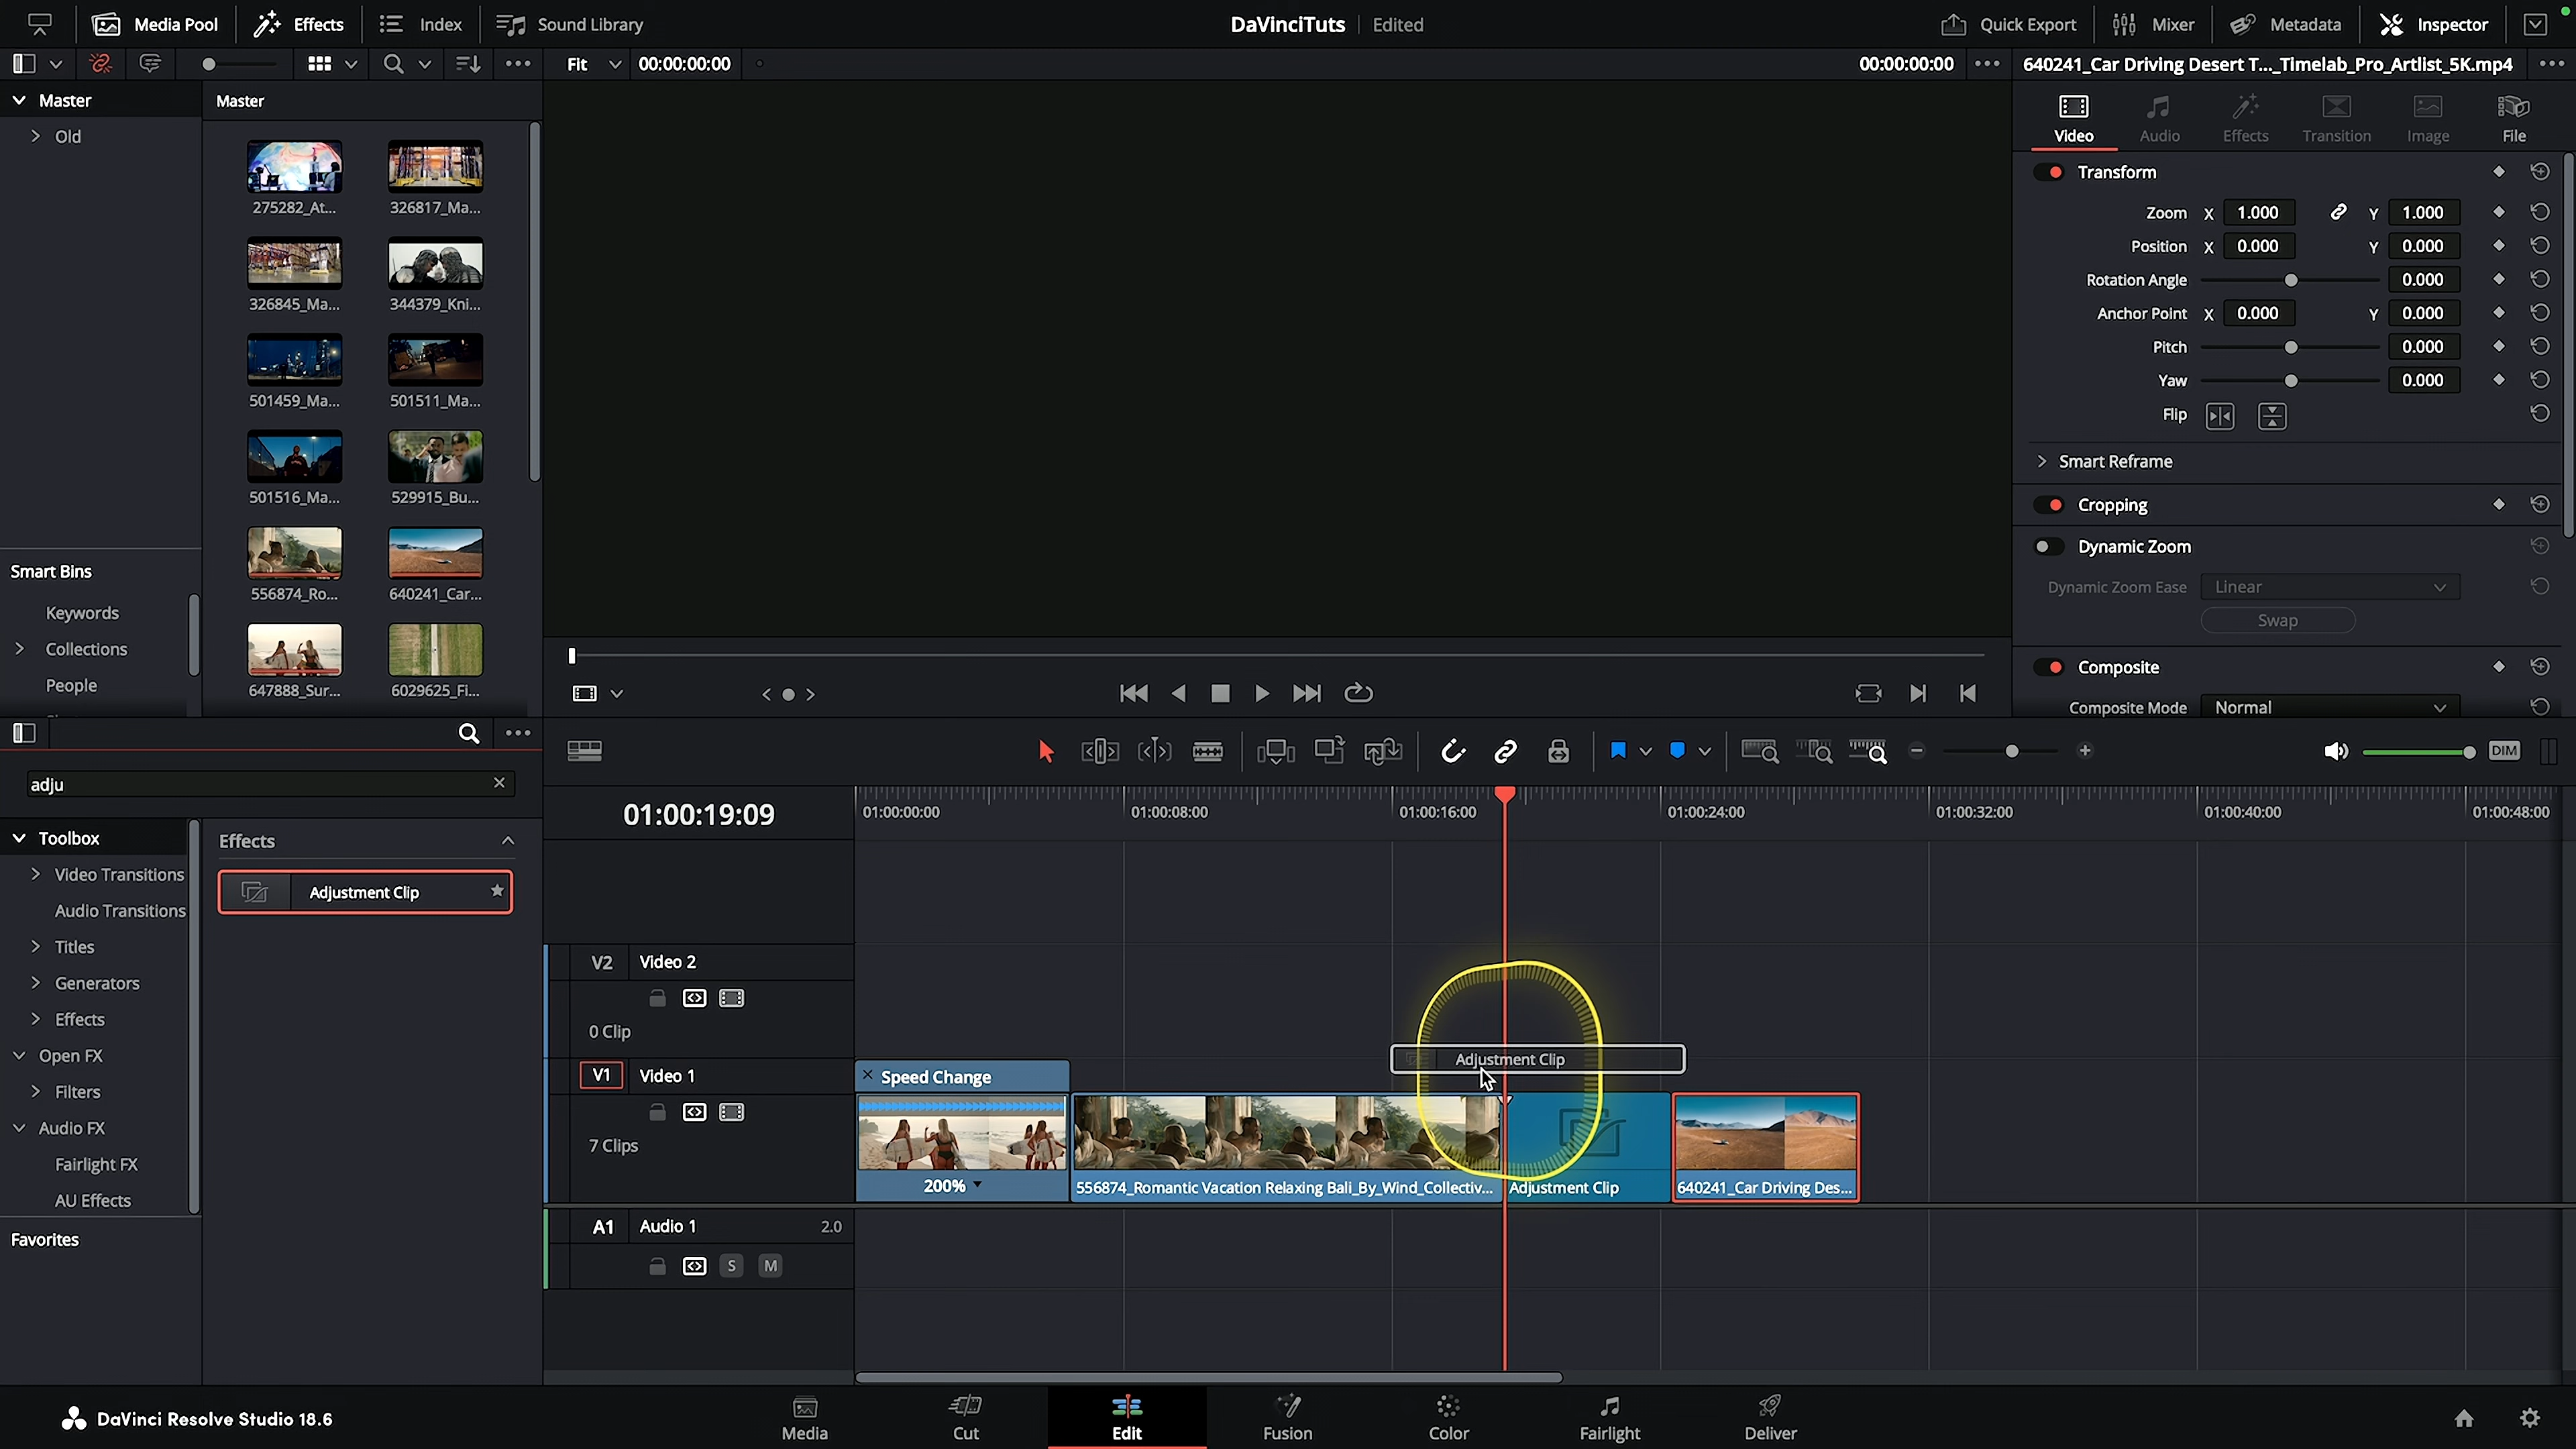 Media Pool
Effects
Index
Sound Library
DaVinciTuts
Edited
Quick Export
Mixer
Metadata
Inspector
Fit
00:00:00:00
00:00:00:00
640241_Car Driving Desert T..._Timelab_Pro_Artlist_5K.mp4
Master
Old
Master
275282_At...
326817_Ma...
326845_Ma...
344379_Kni...
501459_Ma...
501511_Ma...
501516_Ma...
529915_Bu...
556874_Ro...
640241_Car...
647888_Sur...
6029625_Fi...
Smart Bins
Keywords
Collections
People
Video
Audio
Effects
Transition
Image
File
Transform
Zoom X 1.000 Y 1.000
Position X 0.000 Y 0.000
Rotation Angle 0.000
Anchor Point X 0.000 Y 0.000
Pitch 0.000
Yaw 0.000
Flip
Smart Reframe
Cropping
Dynamic Zoom
Dynamic Zoom Ease Linear
Swap
Composite
Composite Mode Normal
adju
Toolbox
Video Transitions
Audio Transitions
Titles
Generators
Effects
Open FX
Filters
Audio FX
Fairlight FX
AU Effects
Favorites
Effects
Adjustment Clip
DIM
01:00:19:09
01:00:00:00
01:00:08:00
01:00:16:00
01:00:24:00
01:00:32:00
01:00:40:00
01:00:48:00
V2 Video 2
0 Clip
V1 Video 1
7 Clips
Adjustment Clip
Speed Change
200%
556874_Romantic Vacation Relaxing Bali_By_Wind_Collectiv...
Adjustment Clip
640241_Car Driving Des...
A1 Audio 1 2.0
S M
DaVinci Resolve Studio 18.6
Media
Cut
Edit
Fusion
Color
Fairlight
Deliver